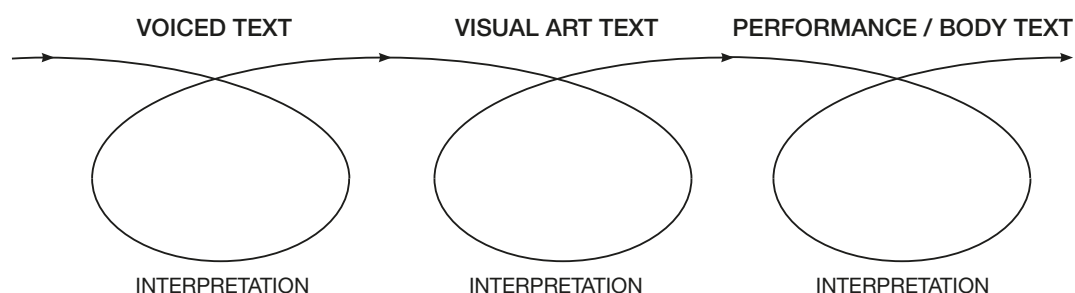 VOICED TEXT VISUAL ART TEXT PERFORMANCE / BODY TEXT
INTERPRETATION INTERPRETATION INTERPRETATION